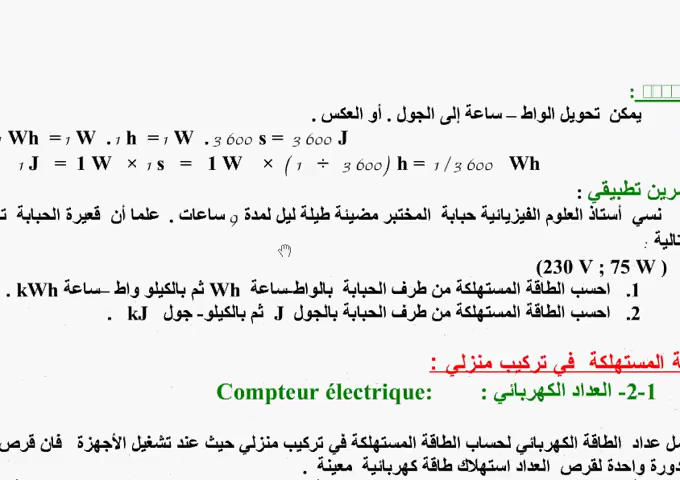 :
يمكن تحويل الواط – ساعة إلى الجول . أو العكس .
Wh = 1 W . 1 h = 1 W . 3 600 s = 3 600 J
1 J = 1 W × 1 s = 1 W × ( 1 ÷ 3 600 ) h = 1 / 3 600 Wh
رين تطبيقي :
نسي أستاذ العلوم الفيزيائية حبابة المختبر مضيئة طيلة ليل لمدة 9 ساعات . علما أن قعيرة الحبابة ت
تالية :
(230 V ; 75 W )
1. احسب الطاقة المستهلكة من طرف الحبابة بالواط-ساعة Wh ثم بالكيلو واط –ساعة kWh .
2. احسب الطاقة المستهلكة من طرف الحبابة بالجول J ثم بالكيلو- جول kJ .
ة المستهلكة في تركيب منزلي :
2-1- العداد الكهربائي : Compteur électrique:
مل عداد الطاقة الكهربائي لحساب الطاقة المستهلكة في تركيب منزلي حيث عند تشغيل الأجهزة فان قرص
دورة واحدة لقرص العداد استهلاك طاقة كهربائية معينة .